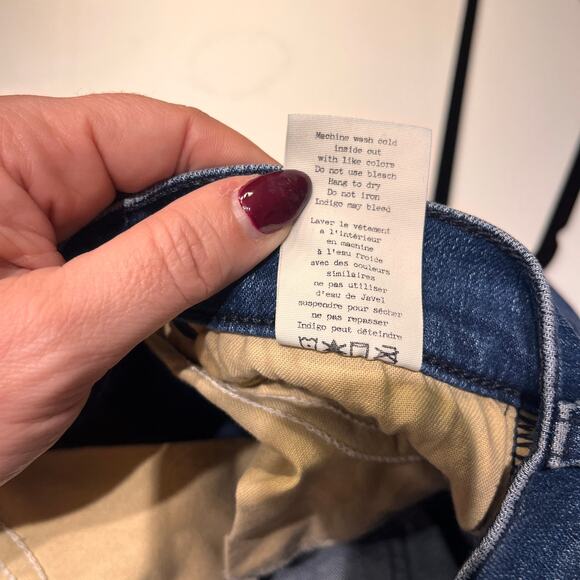 Machine wash cold
inside out
with like colors
Do not use bleach
Hang to dry
Do not iron
Indigo may bleed
Laver le vêtement
a l'intérieur
en machine
à l'eau froide
avec des couleurs
similaires
ne pas utiliser
d'eau de Javel
suspendre pour sécher
ne pas repasser
Indigo peut déteindre